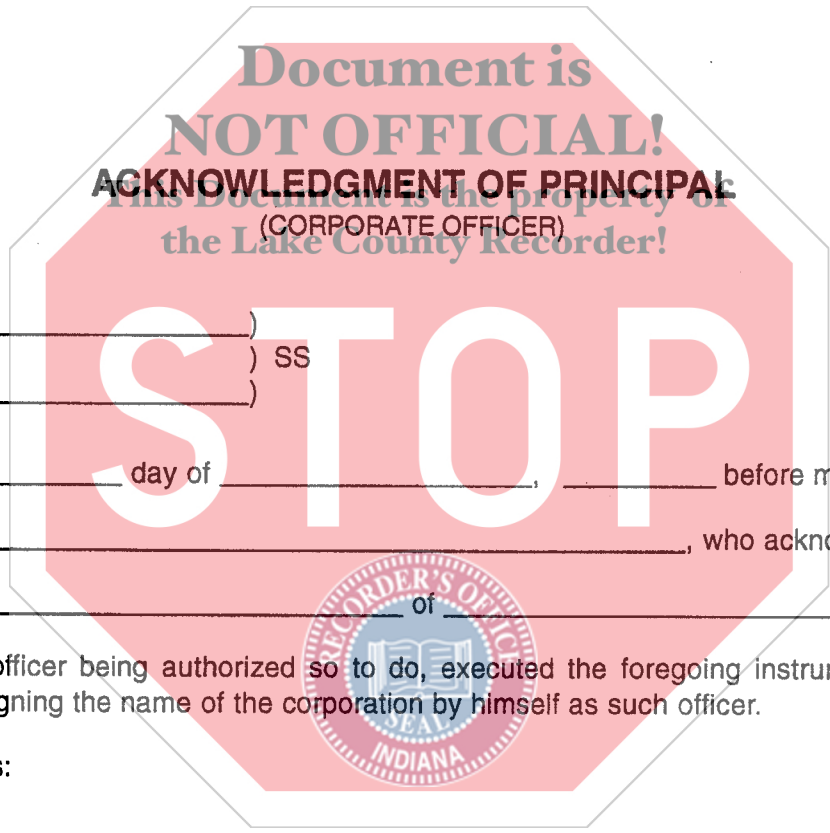 Document is
NOT OFFICIAL!
ACKNOWLEDGMENT OF PRINCIPAL
This Document is the property of
(CORPORATE OFFICER)
the Lake County Recorder!
)
) SS
)
STOP
day of , before m
, who ackno
of
officer being authorized so to do, executed the foregoing instru
gning the name of the corporation by himself as such officer.
s:
RECORDER'S OFFICE
SEAL
INDIANA